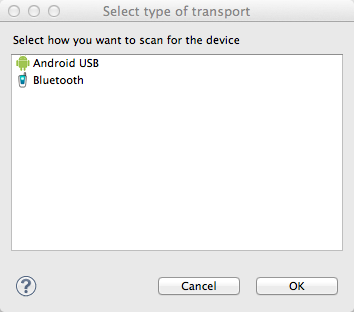 Select type of transport
Select how you want to scan for the device
Android USB
Bluetooth
?
Cancel OK